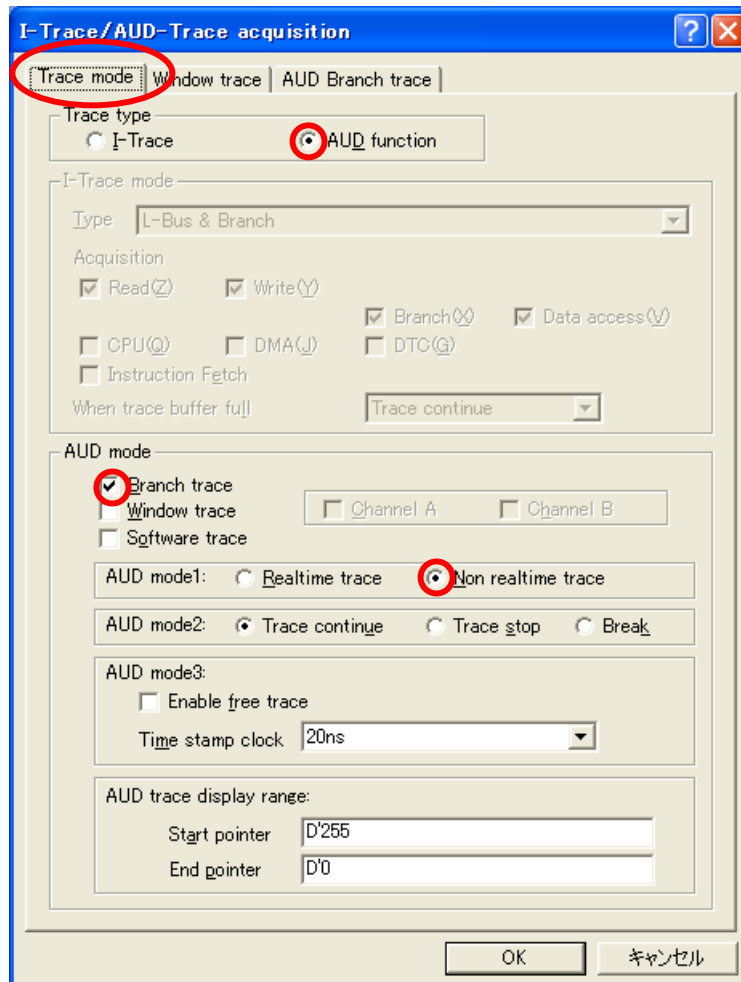 I-Trace/AUD-Trace acquisition
Trace mode Window trace AUD Branch trace
Trace type
I-Trace AUD function
I-Trace mode
Type L-Bus & Branch
Acquisition
Read(Z) Write(Y)
Branch(X) Data access(V)
CPU(Q) DMA(J) DTC(G)
Instruction Fetch
When trace buffer full Trace continue
AUD mode
Branch trace
Window trace Channel A Channel B
Software trace
AUD mode1: Realtime trace Non realtime trace
AUD mode2: Trace continue Trace stop Break
AUD mode3:
Enable free trace
Time stamp clock 20ns
AUD trace display range:
Start pointer D'255
End pointer D'0
OK キャンセル